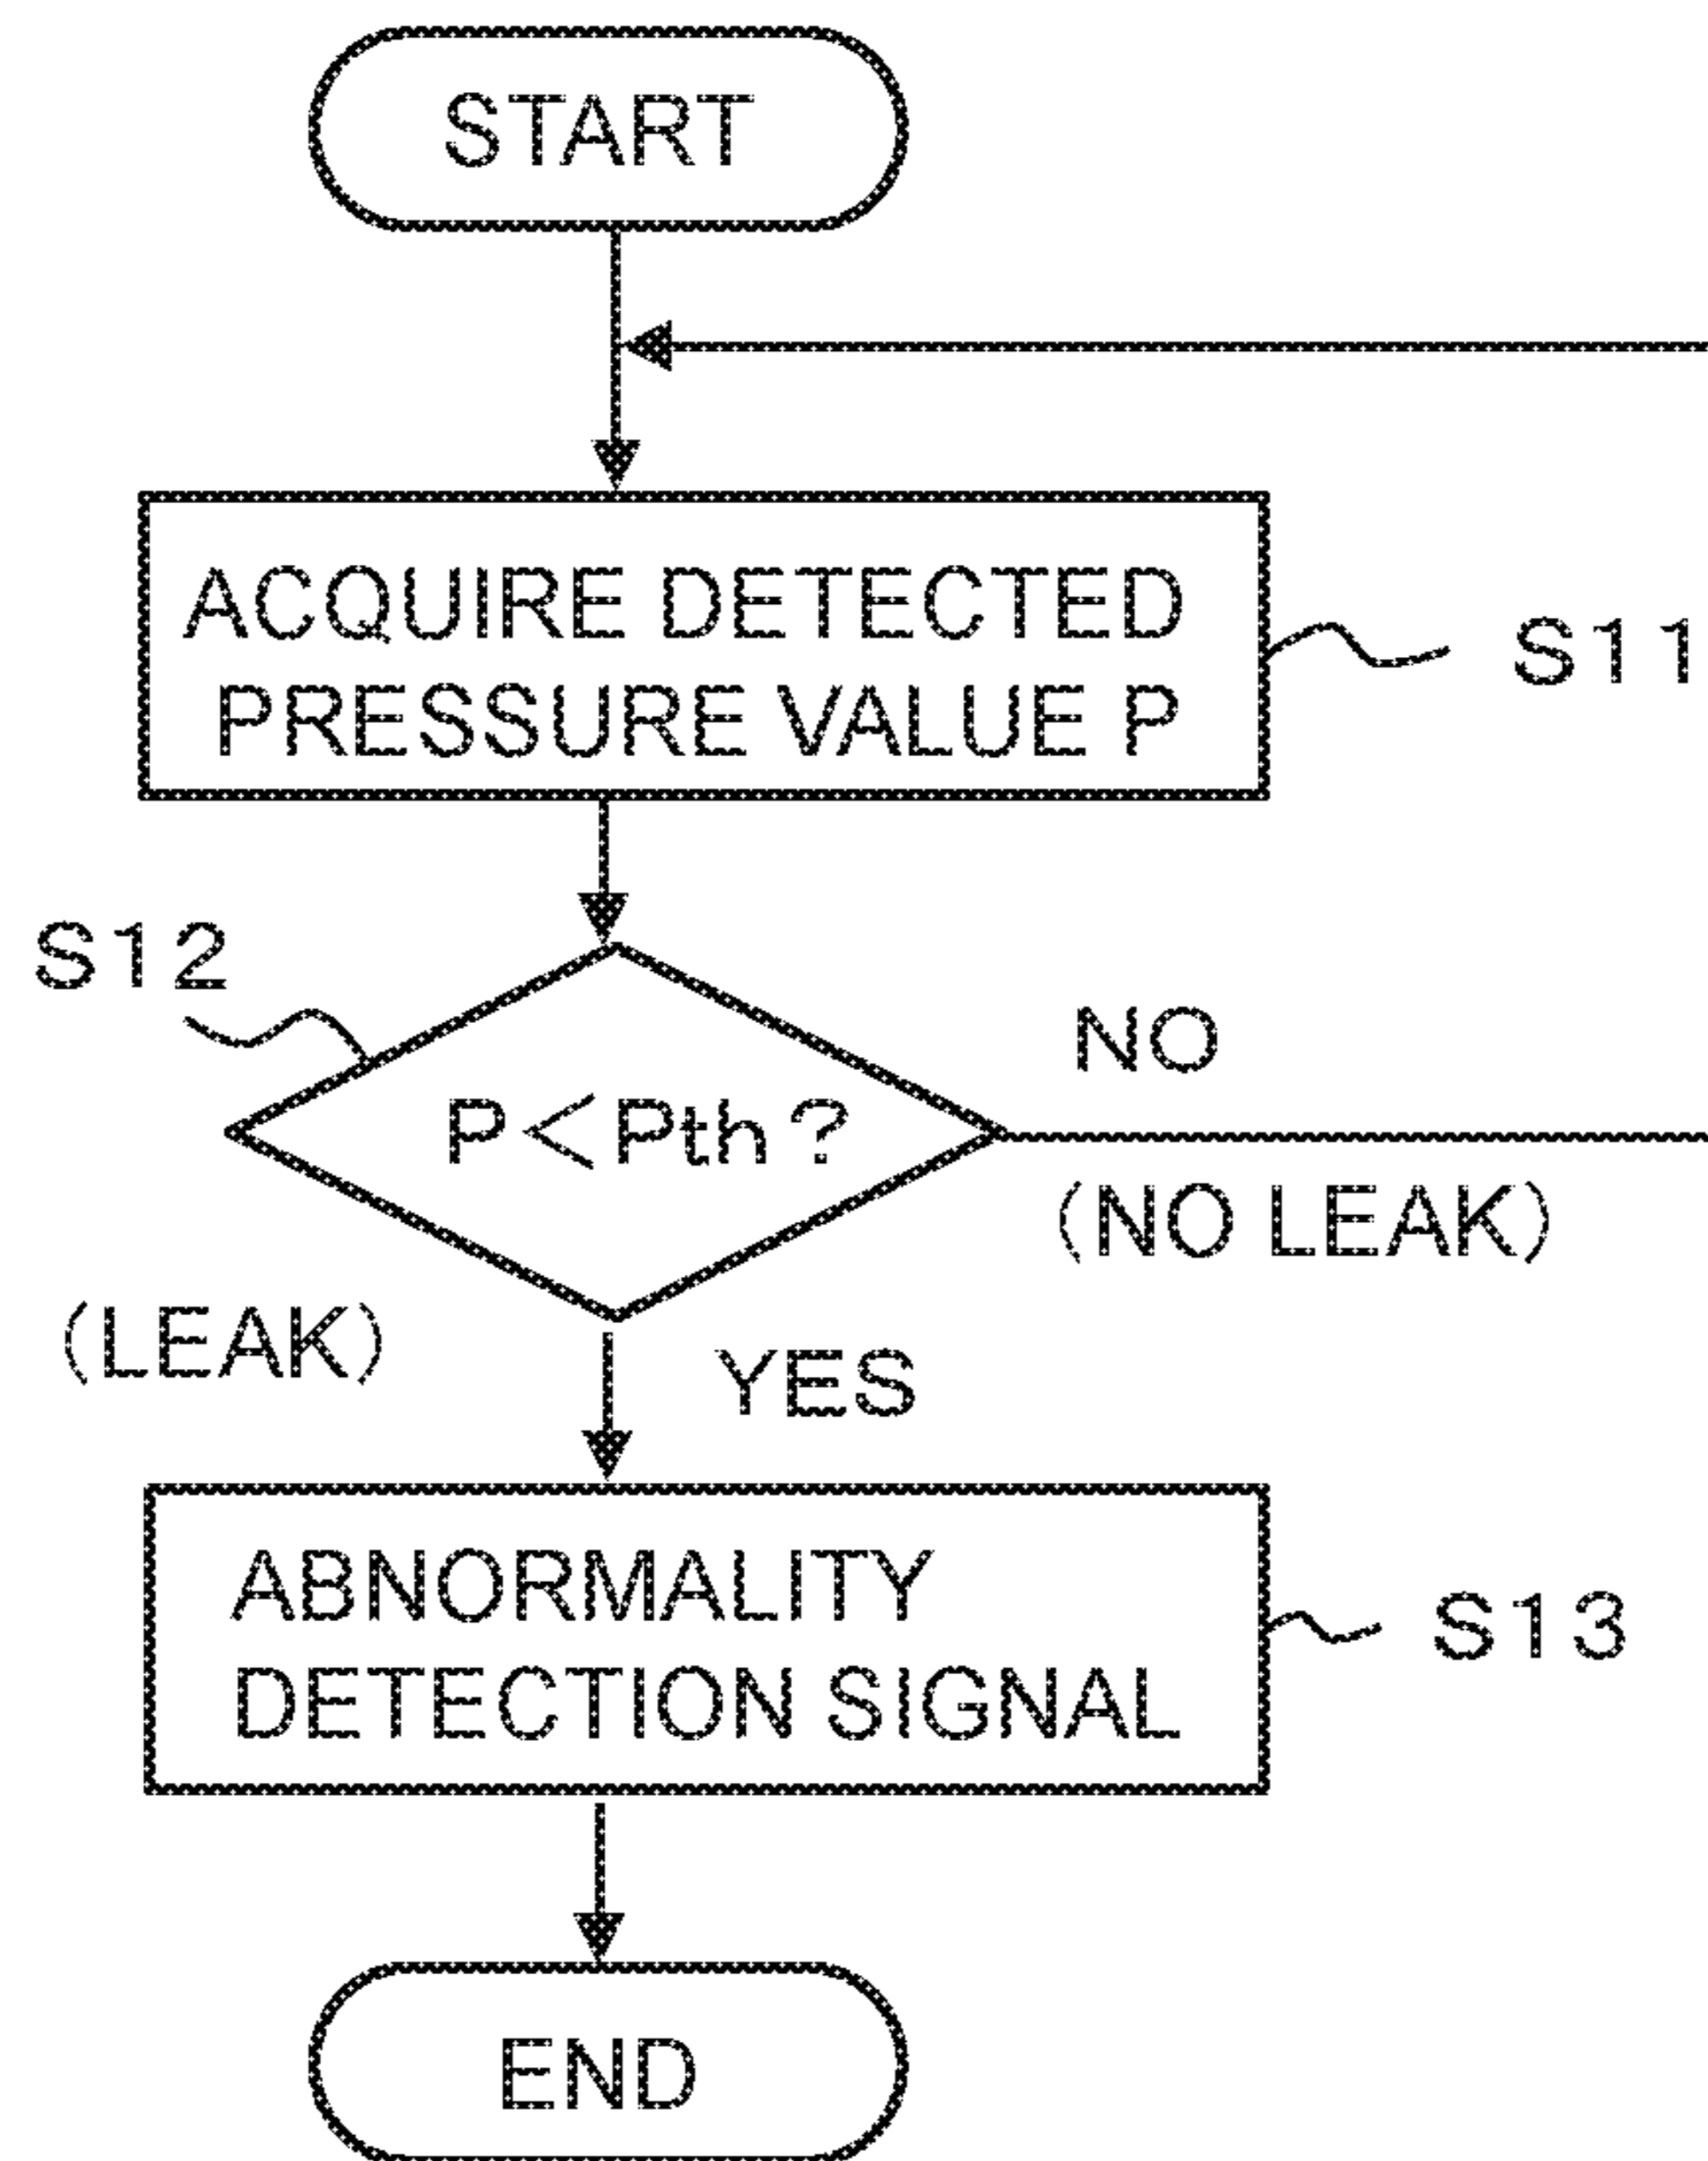 START
ACQUIRE DETECTED
PRESSURE VALUE P
S11
S12
P<Pth?
NO
(NO LEAK)
(LEAK)
YES
ABNORMALITY
DETECTION SIGNAL
S13
END